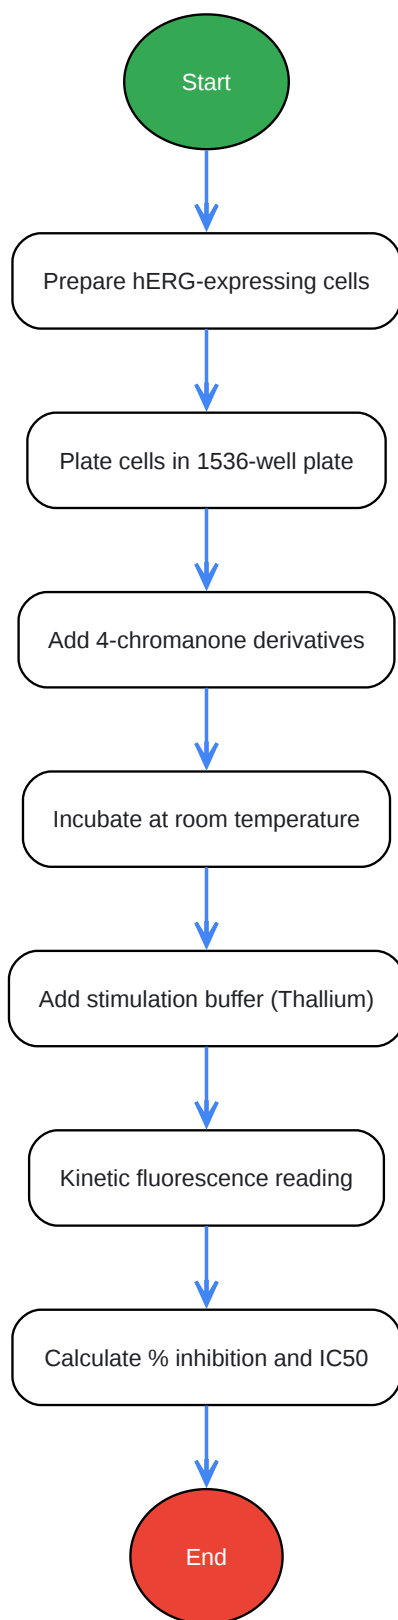 Start
Prepare hERG-expressing cells
Plate cells in 1536-well plate
Add 4-chromanone derivatives
Incubate at room temperature
Add stimulation buffer (Thallium)
Kinetic fluorescence reading
Calculate % inhibition and IC50
End